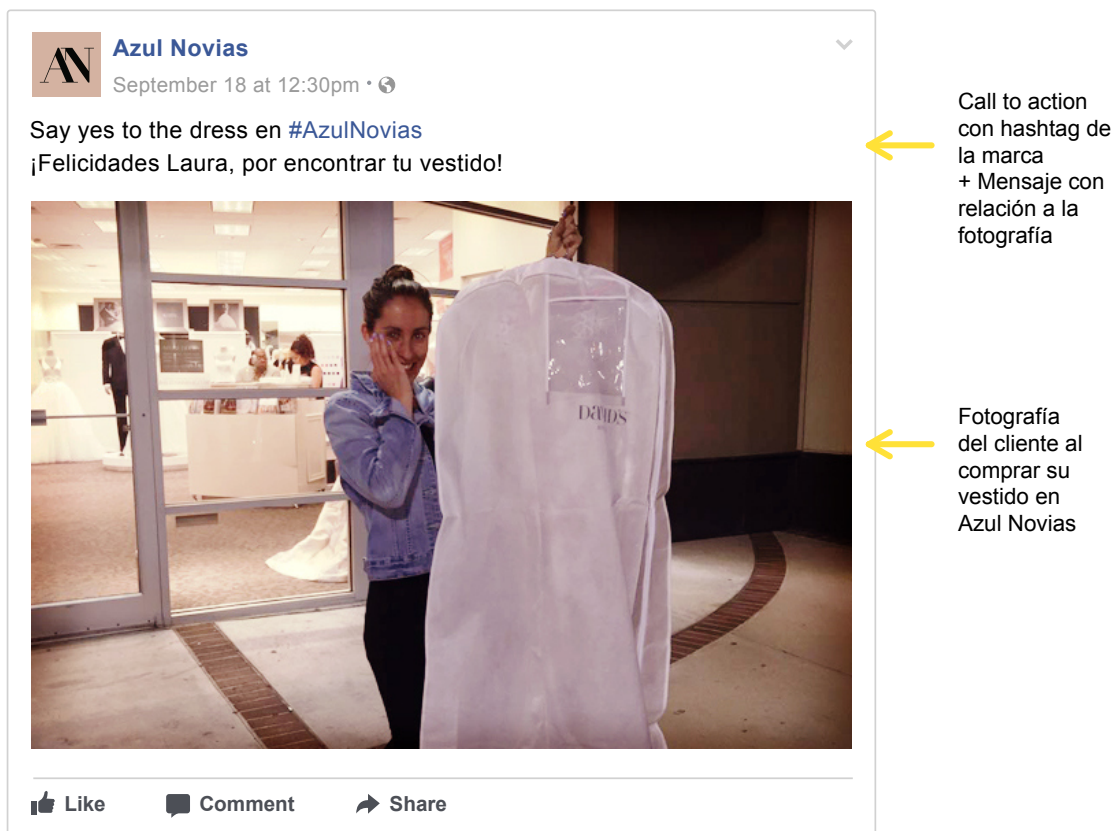 AN
Azul Novias
September 18 at 12:30pm
Say yes to the dress en #AzulNovias
¡Felicidades Laura, por encontrar tu vestido!
DAVID'S
Like
Comment
Share
Call to action
con hashtag de
la marca
+ Mensaje con
relación a la
fotografía
Fotografía
del cliente al
comprar su
vestido en
Azul Novias